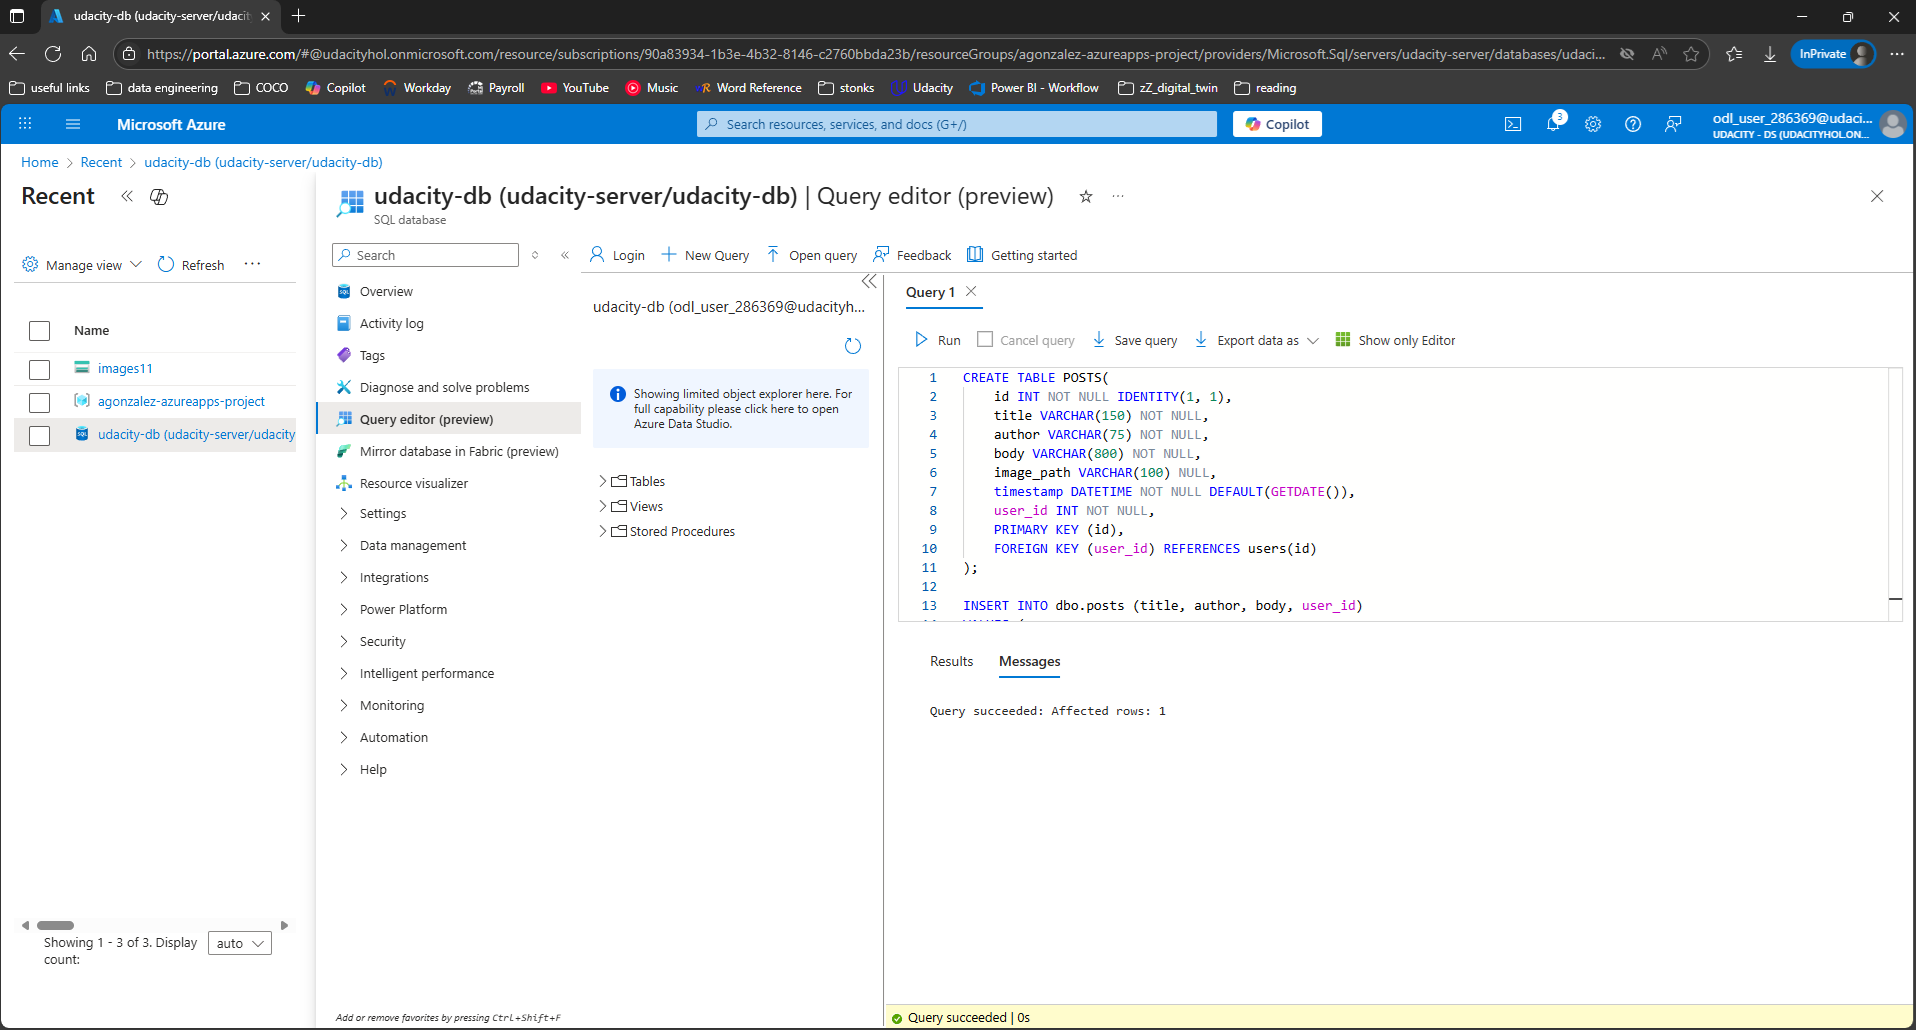 udacity-db (udacity-server/udacity
https://portal.azure.com/#@udacityhol.onmicrosoft.com/resource/subscriptions/90a83934-1b3e-4b32-8146-c2760bbda23b/resourceGroups/agonzalez-azureapps-project/providers/Microsoft.Sql/servers/udacity-server/databases/udaci... InPrivate
useful links data engineering COCO Copilot Workday Payroll YouTube Music Word Reference stonks Udacity Power BI - Workflow zZ_digital_twin reading
Microsoft Azure Search resources, services, and docs (G+/) Copilot 3 odl_user_286369@udaci...
UDACITY - DS (UDACITYHOL.ON...
Home > Recent > udacity-db (udacity-server/udacity-db)
Recent
udacity-db (udacity-server/udacity-db) | Query editor (preview)
SQL database
Manage view Refresh ...
Name
images11
agonzalez-azureapps-project
udacity-db (udacity-server/udacity
Showing 1 - 3 of 3. Display count: auto
Search
Overview
Activity log
Tags
Diagnose and solve problems
Query editor (preview)
Mirror database in Fabric (preview)
Resource visualizer
Settings
Data management
Integrations
Power Platform
Security
Intelligent performance
Monitoring
Automation
Help
Add or remove favorites by pressing Ctrl+Shift+F
Login New Query Open query Feedback Getting started
udacity-db (odl_user_286369@udacityh...
Showing limited object explorer here. For
full capability please click here to open
Azure Data Studio.
Tables
Views
Stored Procedures
Query 1
Run Cancel query Save query Export data as Show only Editor
1 CREATE TABLE POSTS(
2 id INT NOT NULL IDENTITY(1, 1),
3 title VARCHAR(150) NOT NULL,
4 author VARCHAR(75) NOT NULL,
5 body VARCHAR(800) NOT NULL,
6 image_path VARCHAR(100) NULL,
7 timestamp DATETIME NOT NULL DEFAULT(GETDATE()),
8 user_id INT NOT NULL,
9 PRIMARY KEY (id),
10 FOREIGN KEY (user_id) REFERENCES users(id)
11 );
12
13 INSERT INTO dbo.posts (title, author, body, user_id)
Results Messages
Query succeeded: Affected rows: 1
Query succeeded | 0s